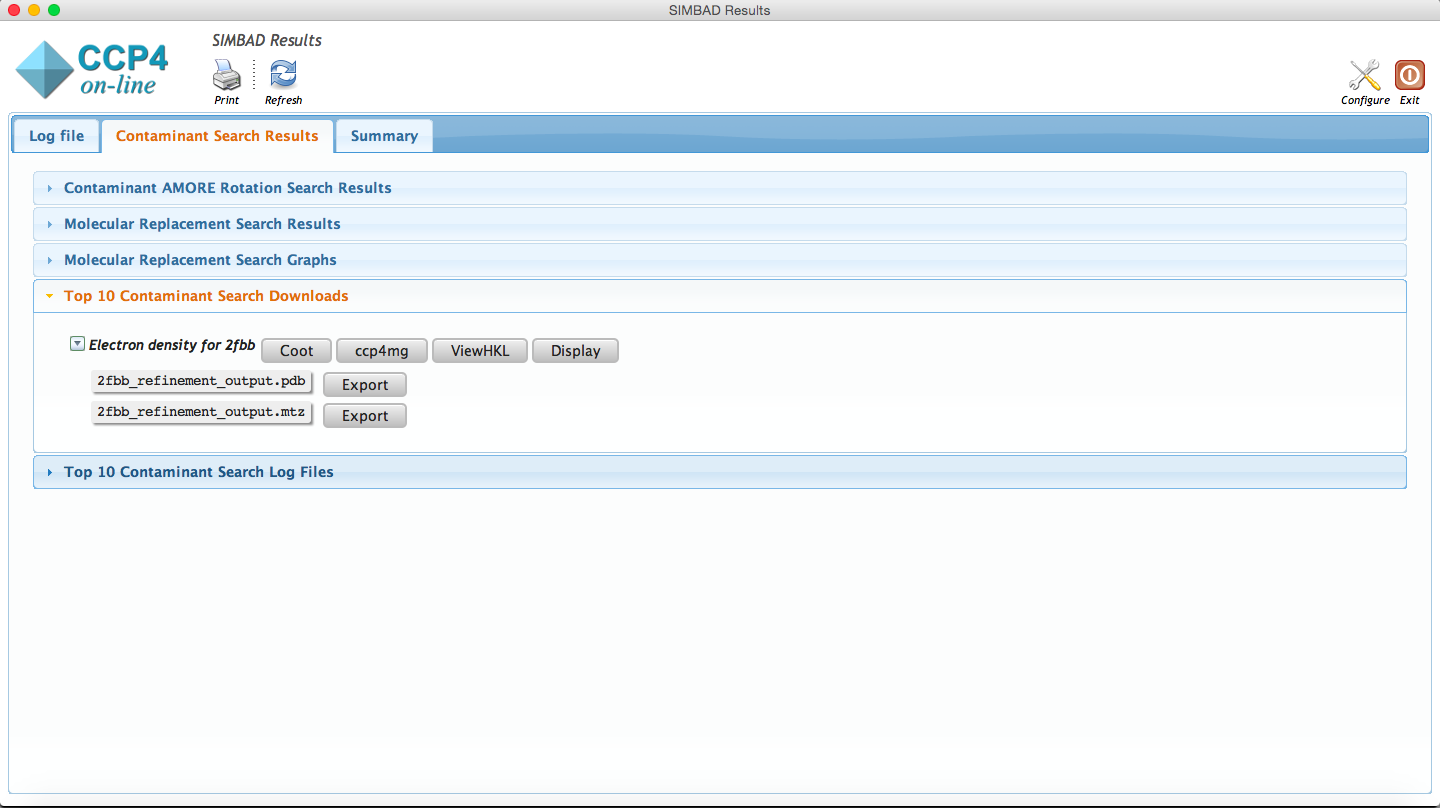 SIMBAD Results
CCP4
on-line
SIMBAD Results
Print
Refresh
Configure
Exit
Log file
Contaminant Search Results
Summary
Contaminant AMORE Rotation Search Results
Molecular Replacement Search Results
Molecular Replacement Search Graphs
Top 10 Contaminant Search Downloads
Electron density for 2fbb Coot ccp4mg ViewHKL Display
2fbb_refinement_output.pdb Export
2fbb_refinement_output.mtz Export
Top 10 Contaminant Search Log Files